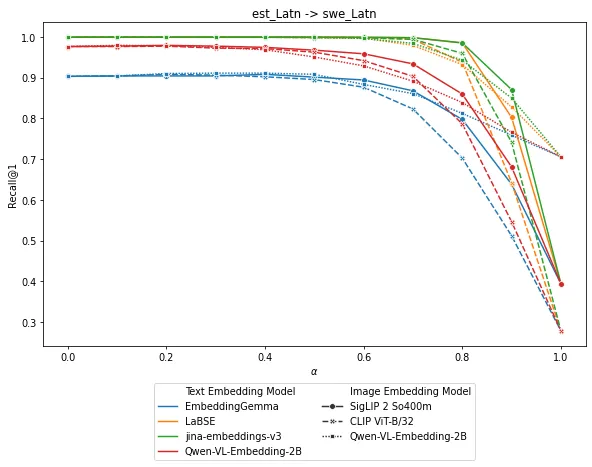 est_Latn -> swe_Latn
Recall@1
1.0
0.9
0.8
0.7
0.6
0.5
0.4
0.3
0.0 0.2 0.4 0.6 0.8 1.0
α
Text Embedding Model Image Embedding Model
EmbeddingGemma SigLIP 2 So400m
LaBSE CLIP ViT-B/32
jina-embeddings-v3 Qwen-VL-Embedding-2B
Qwen-VL-Embedding-2B